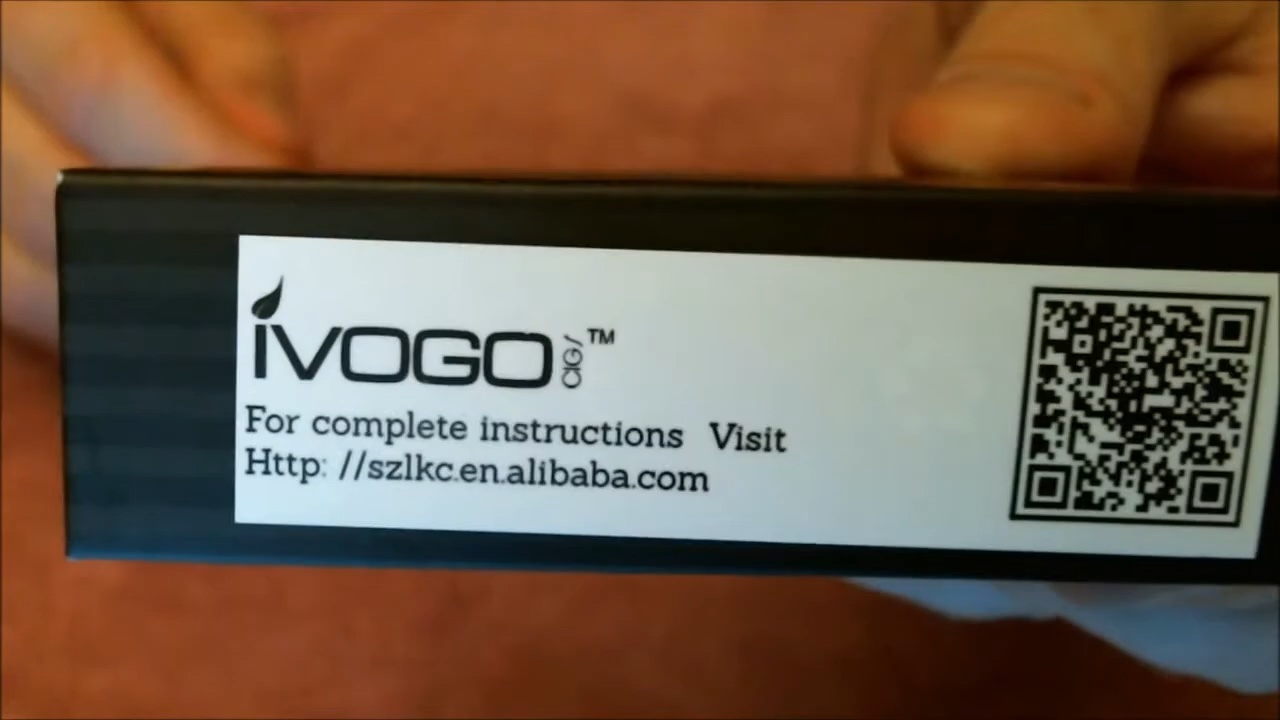 iVOGO CIG/ ™
For complete instructions Visit
Http: //szlkc.en.alibaba.com